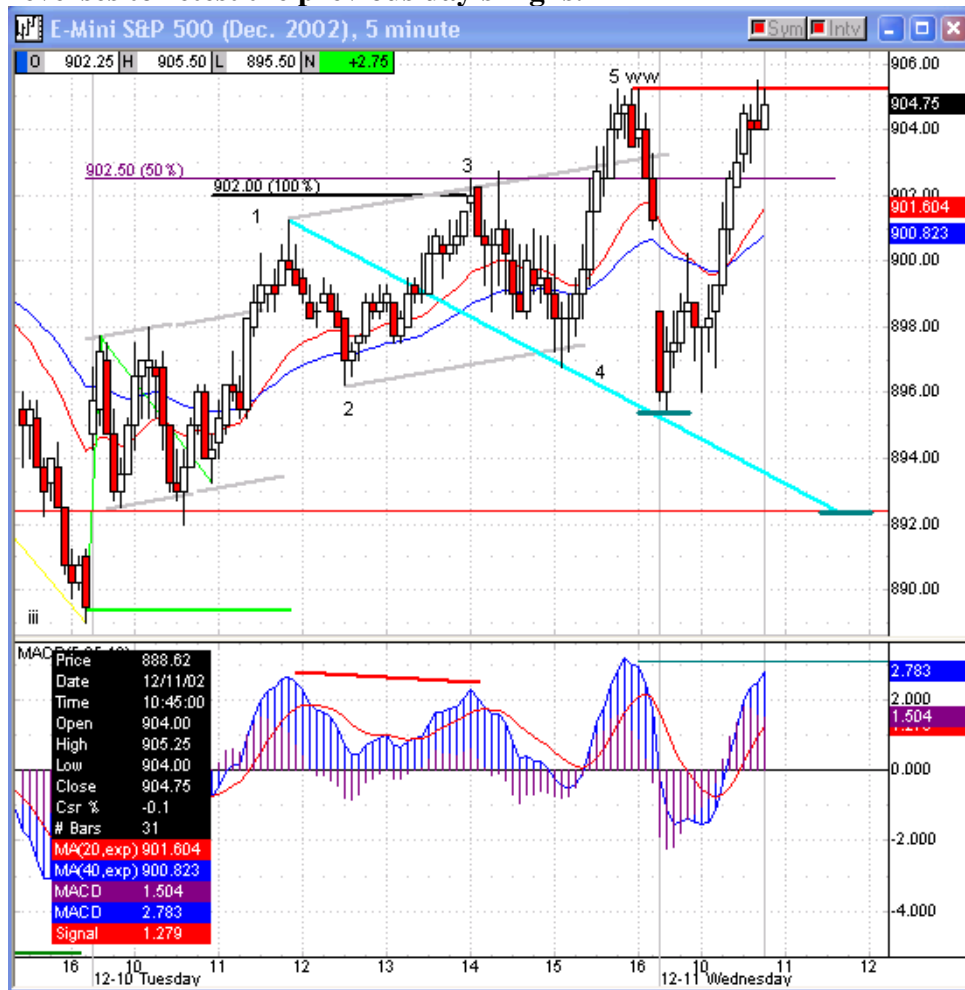 E-Mini S&P 500 (Dec. 2002), 5 minute
Sym Intv
O 902.25 H 905.50 L 895.50 N +2.75
5 ww
906.00
904.75
904.00
902.50 (50%)
902.00 (100%)
3
902.00
901.604
1
900.823
900.00
898.00
4
896.00
2
894.00
892.00
890.00
iii
Price 888.62
Date 12/11/02
Time 10:45:00
Open 904.00
High 905.25
Low 904.00
Close 904.75
Csr % -0.1
# Bars 31
MA(20,exp) 901.604
MA(40,exp) 900.823
MACD 1.504
MACD 2.783
Signal 1.279
2.783
2.000
1.504
0.000
-2.000
-4.000
16 10 11 12 13 14 15 16 10 11 12
12-10 Tuesday 12-11 Wednesday